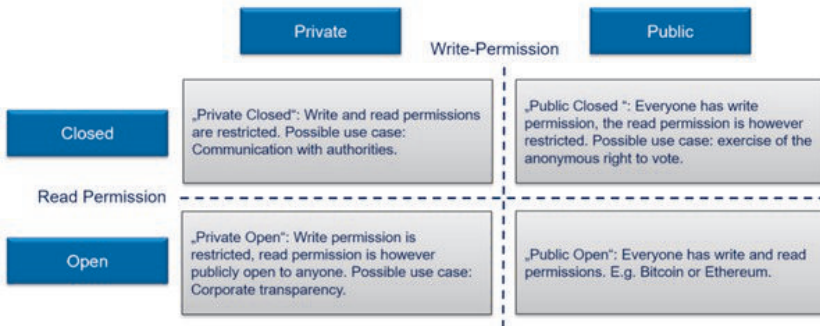 Private
Write-Permission
Public
Closed
„Private Closed“: Write and read permissions
are restricted. Possible use case:
Communication with authorities.
„Public Closed “: Everyone has write
permission, the read permission is however
restricted. Possible use case: exercise of the
anonymous right to vote.
Read Permission
Open
„Private Open“: Write permission is
restricted, read permission is however
publicly open to anyone. Possible use case:
Corporate transparency.
„Public Open“: Everyone has write and read
permissions. E.g. Bitcoin or Ethereum.